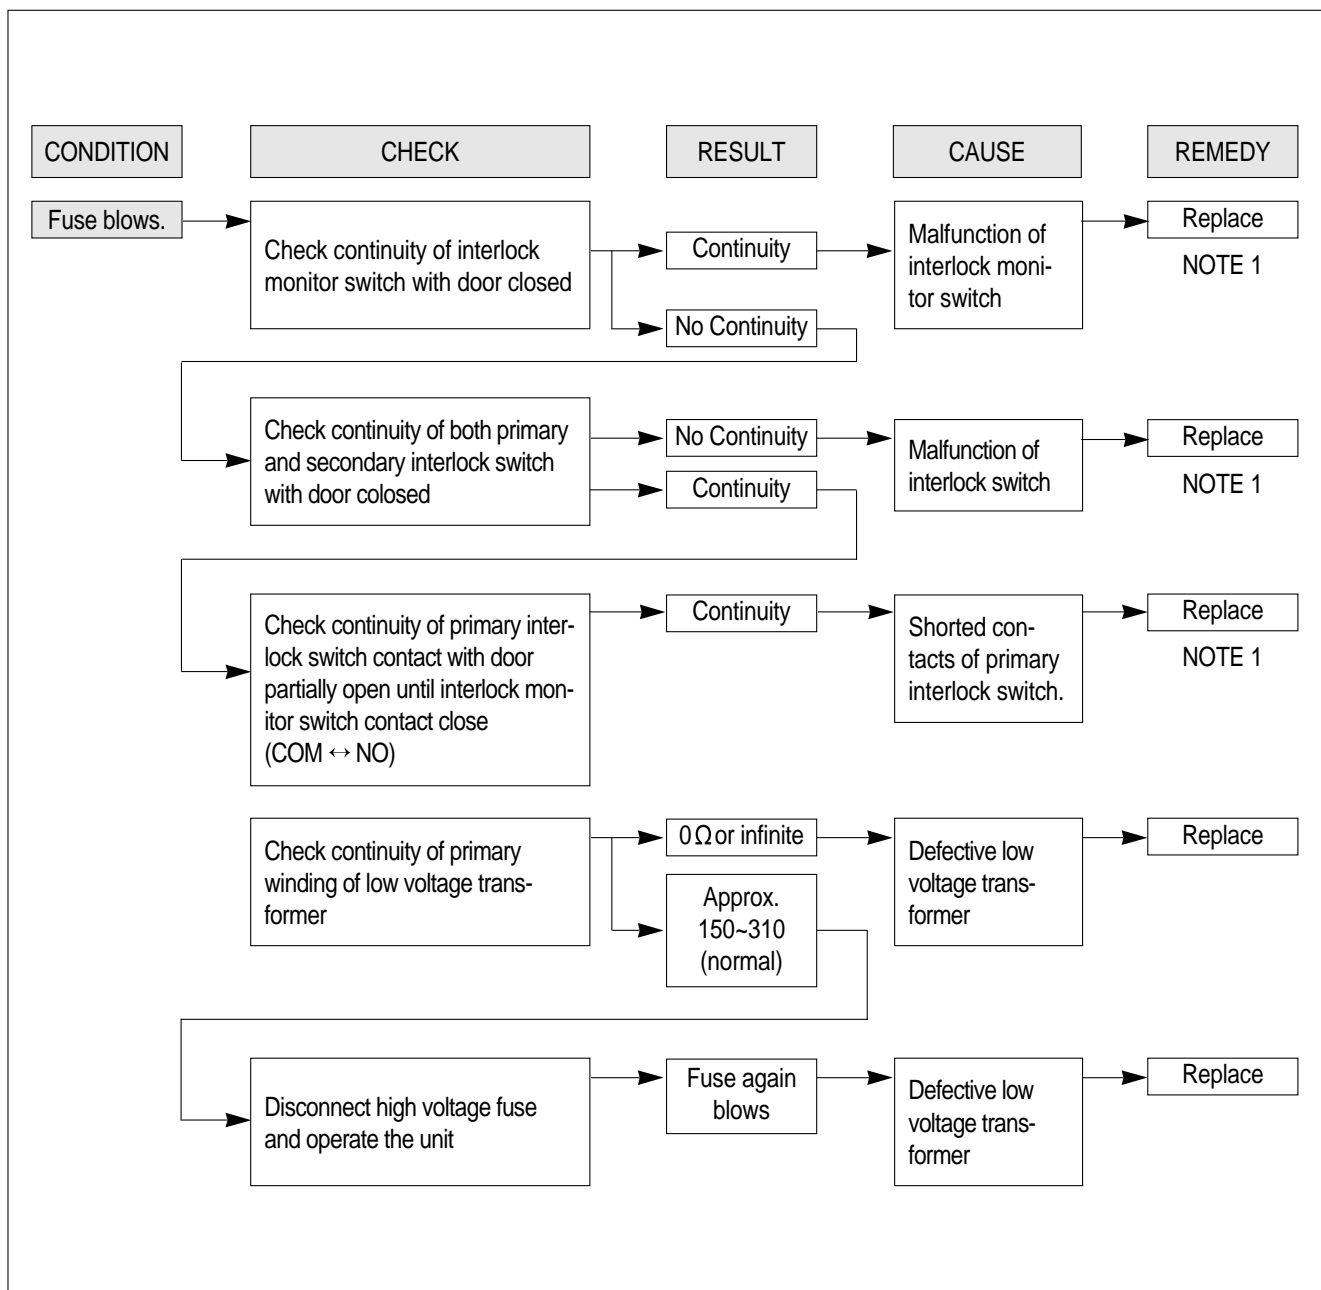 CONDITION
CHECK
RESULT
CAUSE
REMEDY
Fuse blows.
Check continuity of interlock
monitor switch with door closed
Continuity
No Continuity
Malfunction of
interlock moni-
tor switch
Replace
NOTE 1
Check continuity of both primary
and secondary interlock switch
with door colosed
No Continuity
Continuity
Malfunction of
interlock switch
Replace
NOTE 1
Check continuity of primary inter-
lock switch contact with door
partially open until interlock mon-
itor switch contact close
(COM ↔ NO)
Continuity
Shorted con-
tacts of primary
interlock switch.
Replace
NOTE 1
Check continuity of primary
winding of low voltage trans-
former
0Ω or infinite
Approx.
150~310
(normal)
Defective low
voltage trans-
former
Replace
Disconnect high voltage fuse
and operate the unit
Fuse again
blows
Defective low
voltage trans-
former
Replace